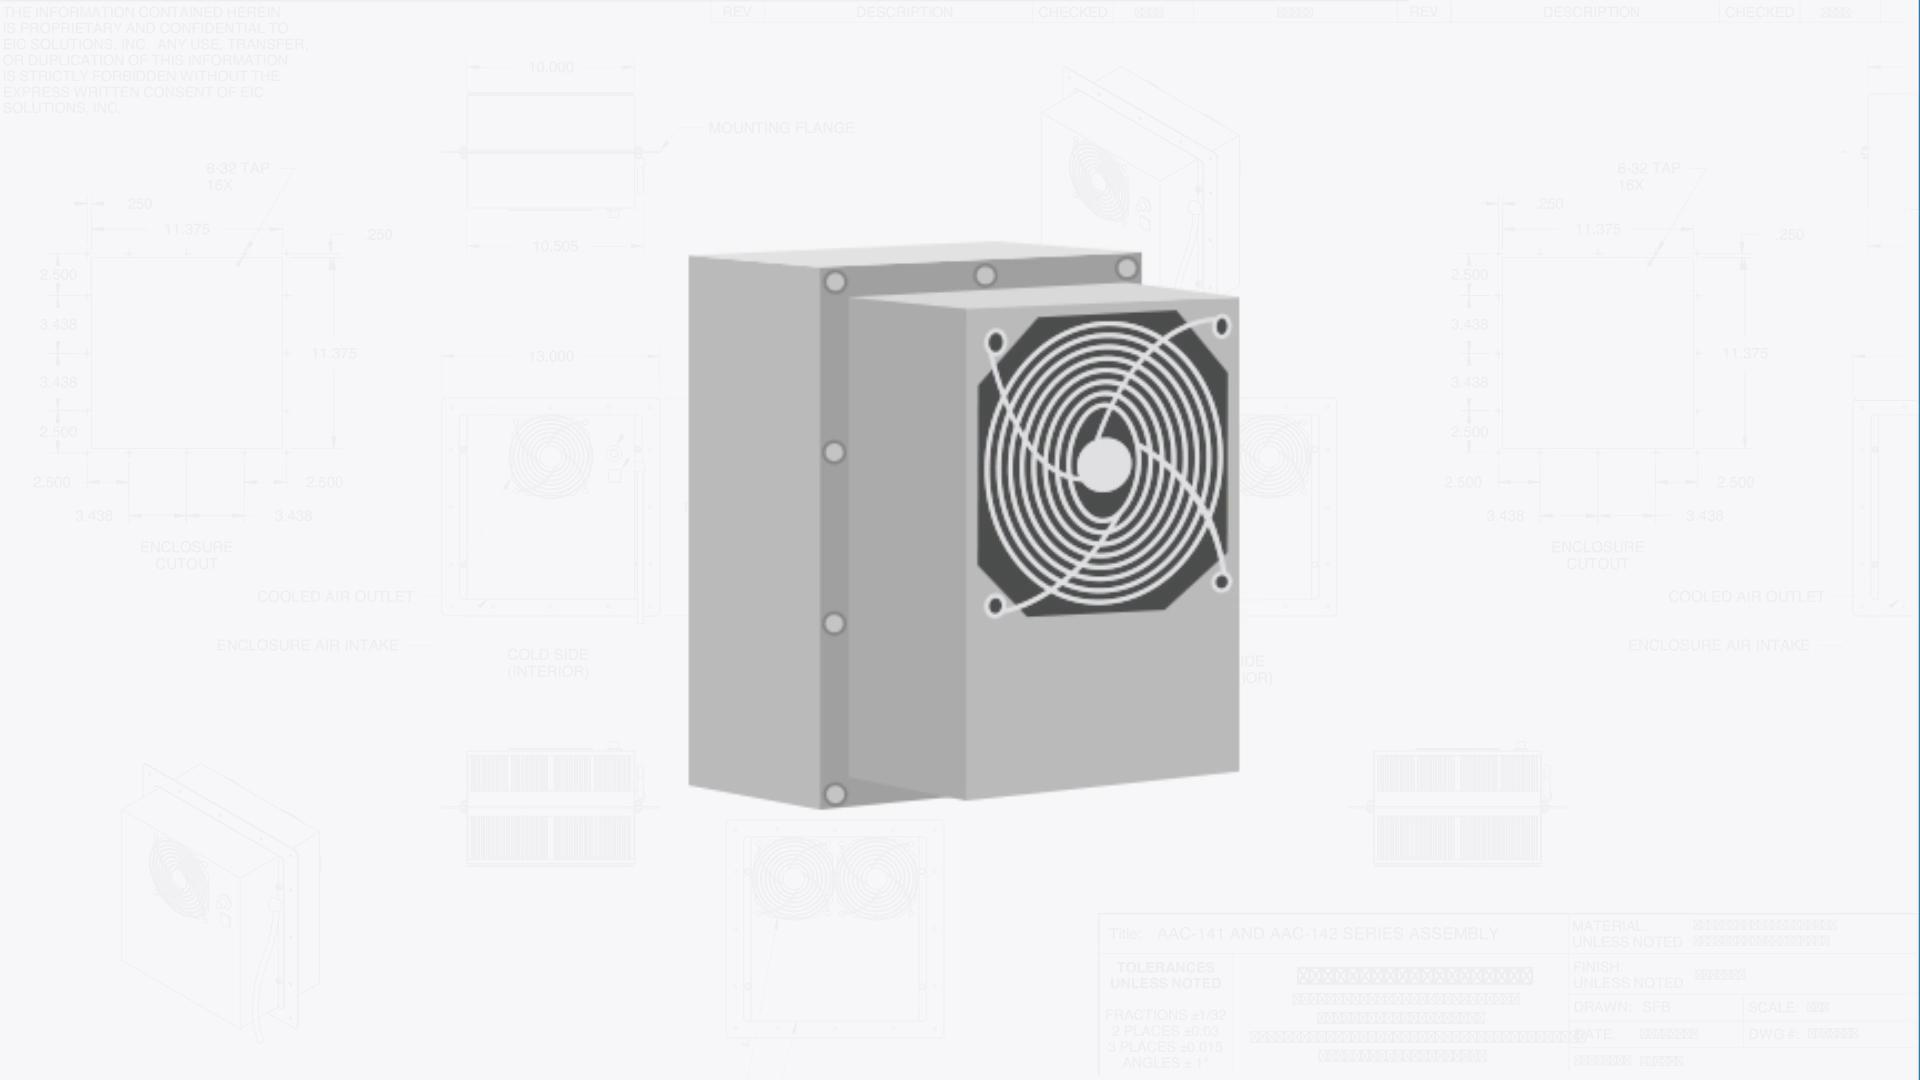 THE INFORMATION CONTAINED HEREIN
IS PROPRIETARY AND CONFIDENTIAL TO
EIC SOLUTIONS, INC. ANY USE, TRANSFER,
OR DUPLICATION OF THIS INFORMATION
IS STRICTLY FORBIDDEN WITHOUT THE
EXPRESS WRITTEN CONSENT OF EIC
SOLUTIONS, INC.
REV DESCRIPTION CHECKED
REV DESCRIPTION CHECKED
10.000
MOUNTING FLANGE
10.505
6-32 TAP
16X
.250
11.375
.250
2.500
3.438
11.375
3.438
2.500
2.500
2.500
3.438
3.438
ENCLOSURE
CUTOUT
13.000
COOLED AIR OUTLET
ENCLOSURE AIR INTAKE
COLD SIDE
(INTERIOR)
IDE
IOR)
6-32 TAP
16X
.250
11.375
.250
2.500
3.438
11.375
3.438
2.500
2.500
2.500
3.438
3.438
ENCLOSURE
CUTOUT
COOLED AIR OUTLET
ENCLOSURE AIR INTAKE
Title: AAC-141 AND AAC-142 SERIES ASSEMBLY
TOLERANCES
UNLESS NOTED
FRACTIONS ±1/32
2 PLACES ±0.03
3 PLACES ±0.015
ANGLES ± 1°
MATERIAL:
UNLESS NOTED
FINISH:
UNLESS NOTED
DRAWN: SFB
SCALE:
DATE:
DWG #: